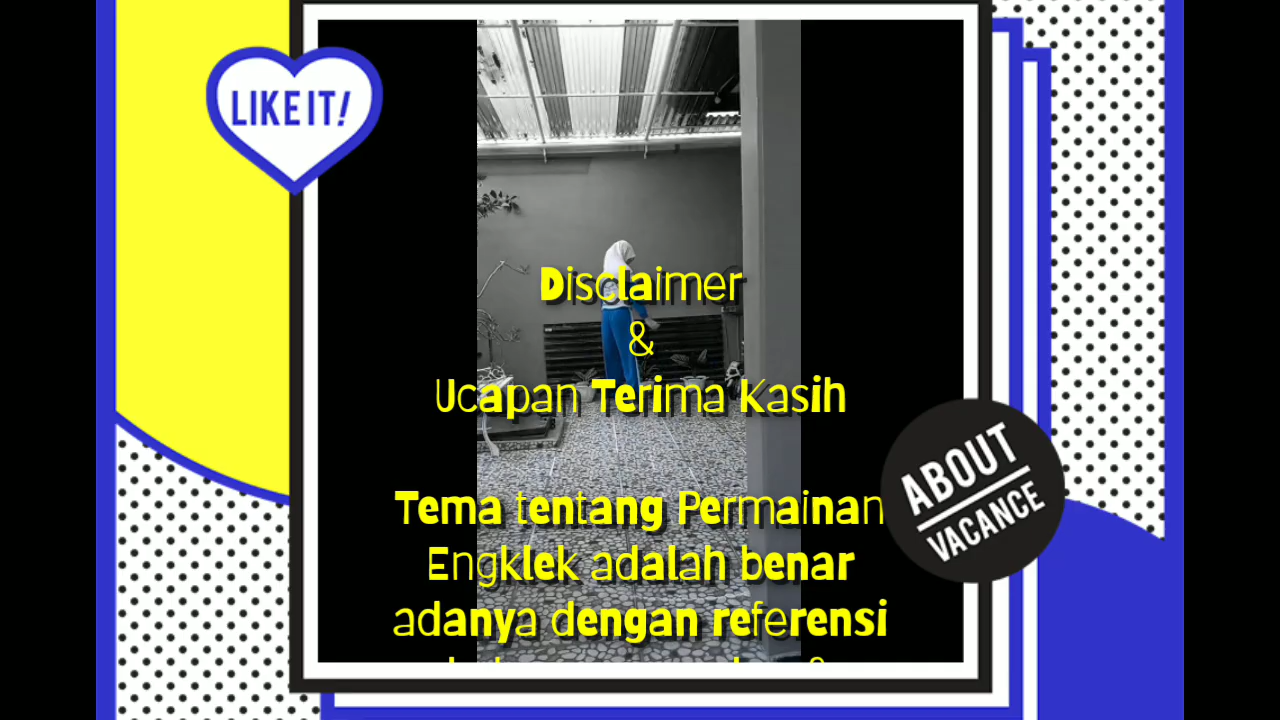 LIKE IT!
Disclaimer
&
Ucapan Terima Kasih
Tema tentang Permainan
Engklek adalah benar
adanya dengan referensi
ABOUT
VACANCE